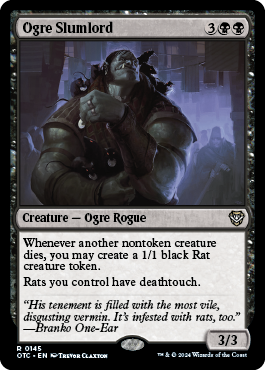 Ogre Slumlord 3
Creature — Ogre Rogue
Whenever another nontoken creature
dies, you may create a 1/1 black Rat
creature token.
Rats you control have deathtouch.
“His tenement is filled with the most vile,
disgusting vermin. It’s infested with rats, too.”
—Branko One-Ear
3/3
R 0145
OTC • EN Trevor Claxton ™ & © 2024 Wizards of the Coast